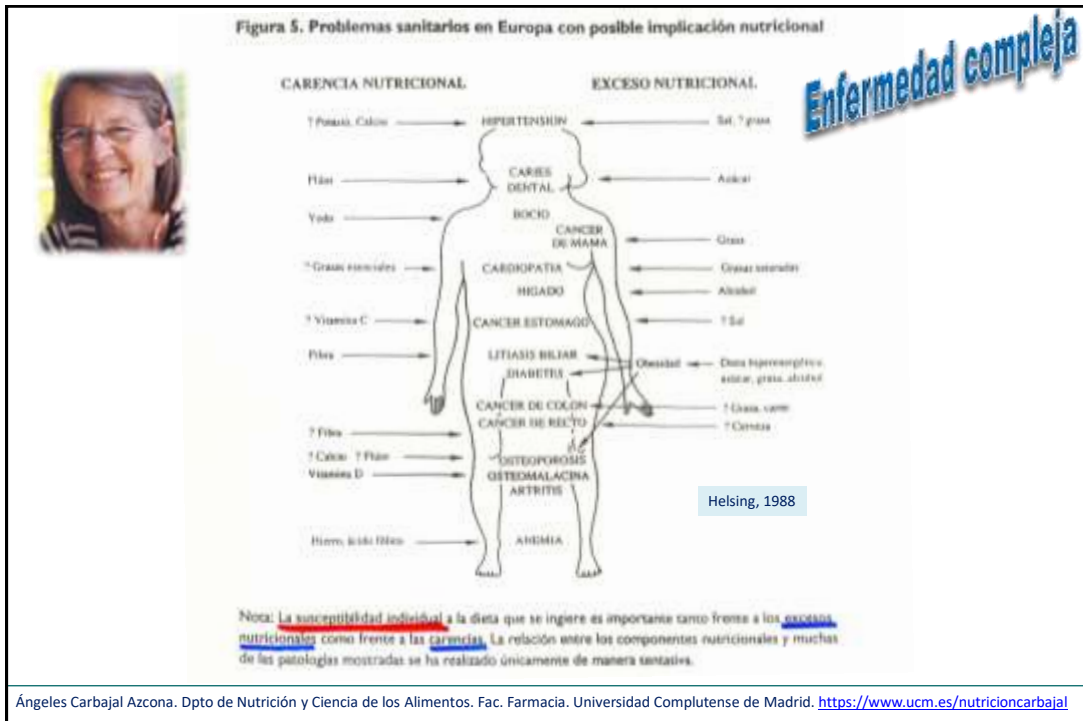 Figura 5. Problemas sanitarios en Europa con posible implicación nutricional
Enfermedad compleja
CARENCIA NUTRICIONAL
EXCESO NUTRICIONAL
? Potasio, Calcio
HIPERTENSIÓN
Sal, ? grasa
Flúor
CARIES
DENTAL
Azúcar
Yodo
BOCIO
CANCER
DE MAMA
Grasa
? Grasas esenciales
CARDIOPATIA
Grasas saturadas
HIGADO
Alcohol
? Vitamina C
CANCER ESTOMAGO
? Sal
Fibra
LITIASIS BILIAR
Obesidad
Dieta hiperenergética,
DIABETES
azúcar, grasa, alcohol
CANCER DE COLON
? Grasa, carne
CANCER DE RECTO
? Cerveza
? Fibra
? Calcio ? Flúor
OSTEOPOROSIS
Vitamina D
OSTEOMALACINA
ARTRITIS
Helsing, 1988
Hierro, ácido fólico
ANEMIA
Nota: La susceptibilidad individual a la dieta que se ingiere es importante tanto frente a los excesos
nutricionales como frente a las carencias. La relación entre los componentes nutricionales y muchas
de las patologías mostradas se ha realizado únicamente de manera tentativa.
Ángeles Carbajal Azcona. Dpto de Nutrición y Ciencia de los Alimentos. Fac. Farmacia. Universidad Complutense de Madrid. https://www.ucm.es/nutricioncarbajal